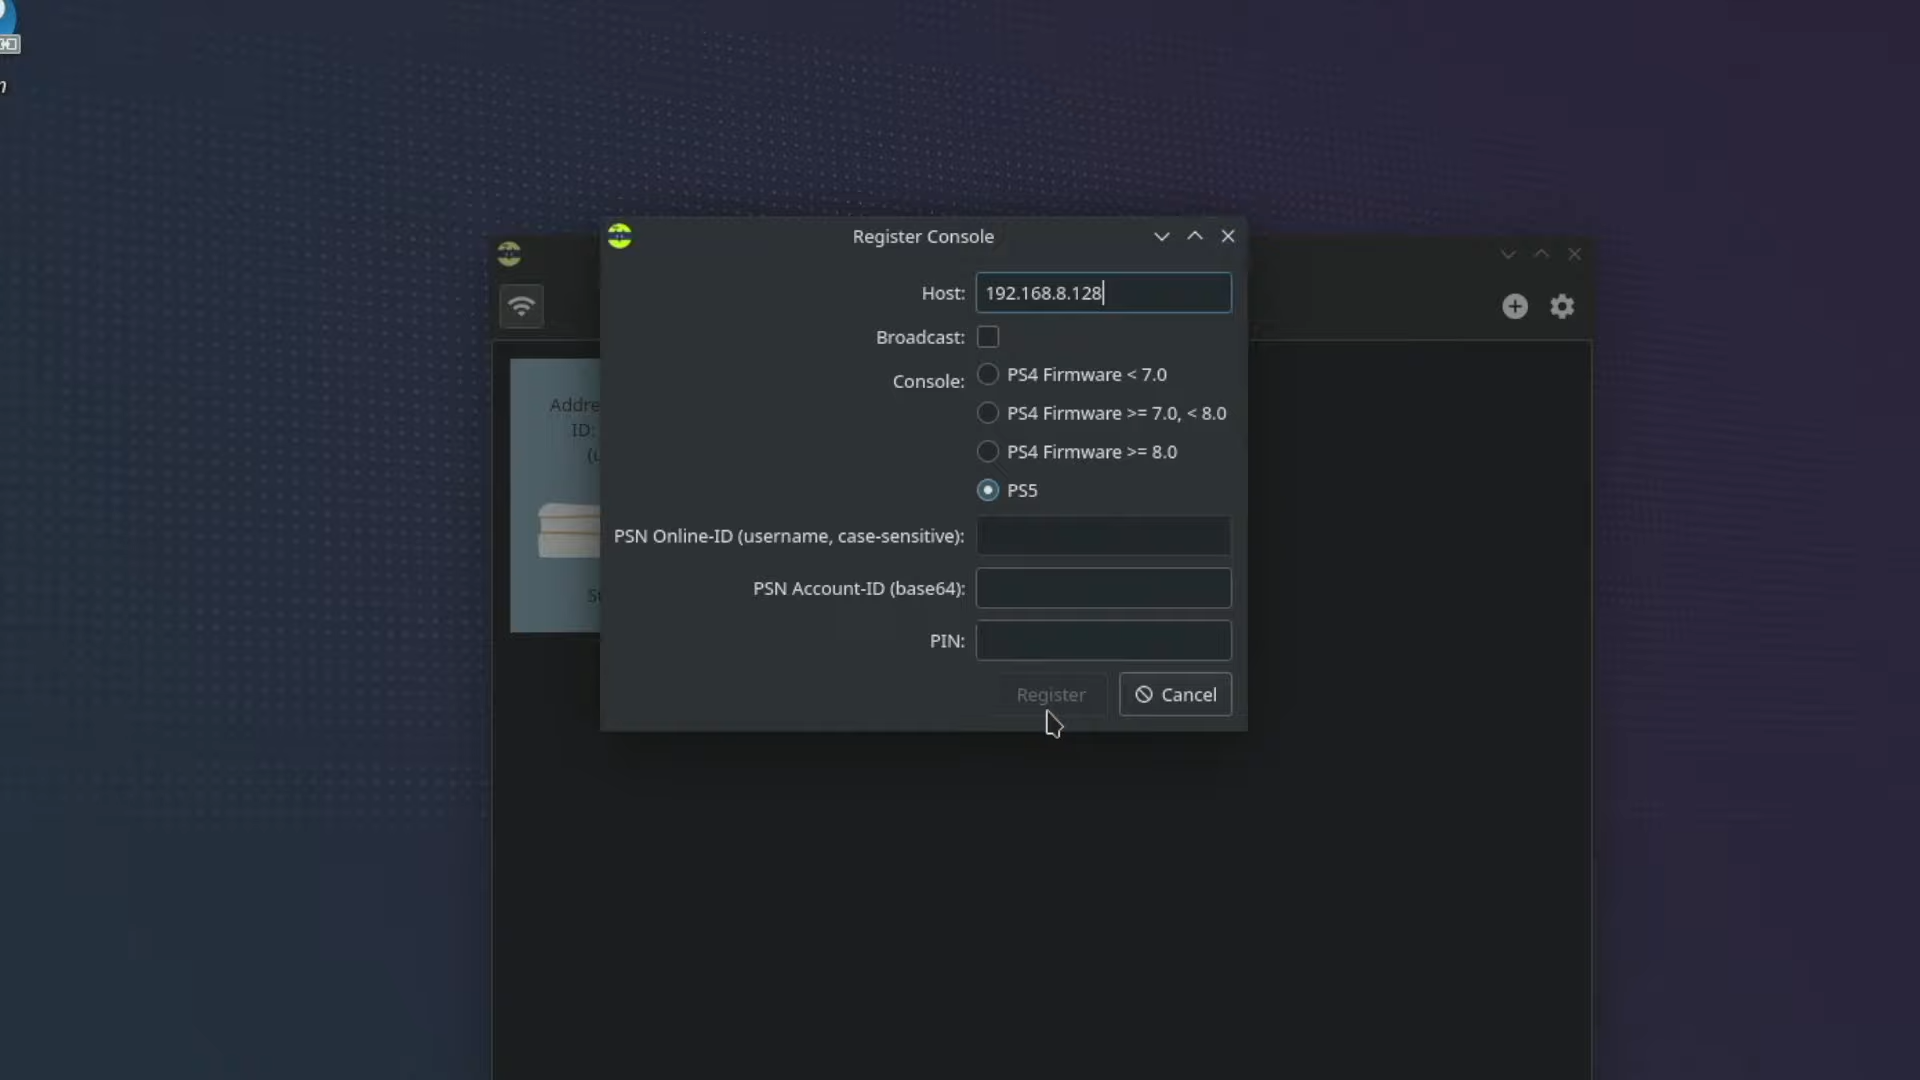 Register Console
Host: 192.168.8.128
Broadcast:
Console: PS4 Firmware < 7.0
PS4 Firmware >= 7.0, < 8.0
PS4 Firmware >= 8.0
PS5
PSN Online-ID (username, case-sensitive):
PSN Account-ID (base64):
PIN:
Register Cancel
Addre
ID: